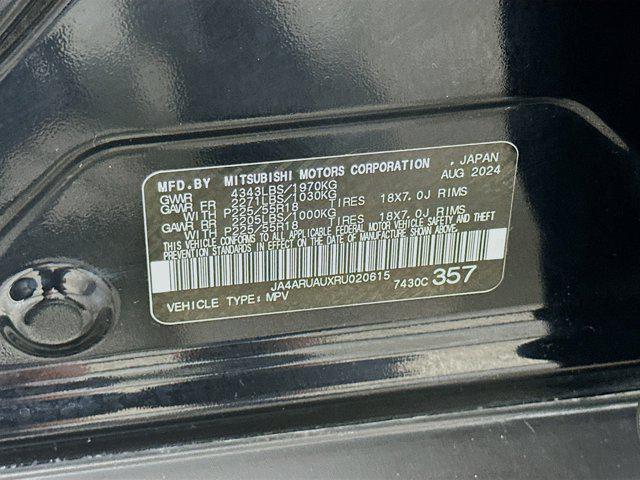 MFD.BY MITSUBISHI MOTORS CORPORATION , JAPAN
GVWR 4343LBS/1970KG AUG 2024
GAWR FR 2271LBS/1030KG
WITH P225/55R18 TIRES 18X7.0J RIMS
GAWR RR 2205LBS/1000KG
WITH P225/55R18 TIRES 18X7.0J RIMS
THIS VEHICLE CONFORMS TO ALL APPLICABLE FEDERAL MOTOR VEHICLE SAFETY AND THEFT
PREVENTION STANDARDS IN EFFECT ON THE DATE OF MANUFACTURE SHOWN ABOVE.
JA4ARUAUXRU020615 7430C 357
VEHICLE TYPE: MPV